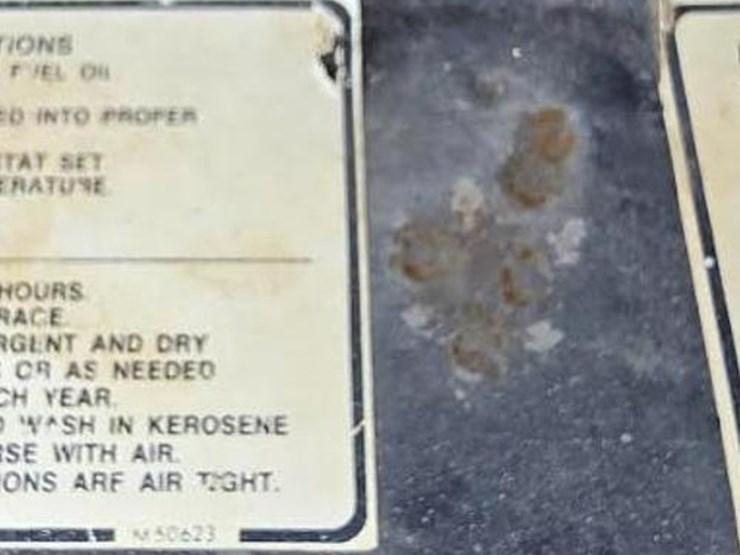 TIONS
FUEL OIL
ED INTO PROPER
TAT SET
ERATURE
HOURS.
RACE.
RGENT AND DRY
OR AS NEEDED
CH YEAR.
D WASH IN KEROSENE
RSE WITH AIR.
IONS ARE AIR TIGHT.
M50623